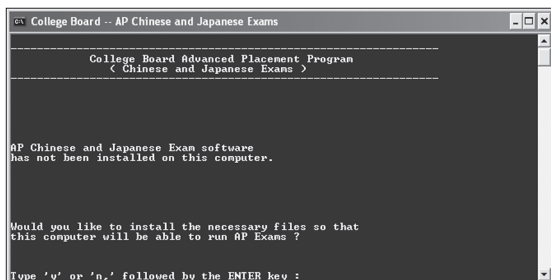 College Board -- AP Chinese and Japanese Exams
College Board Advanced Placement Program
( Chinese and Japanese Exams )
AP Chinese and Japanese Exam software
has not been installed on this computer.
Would you like to install the necessary files so that
this computer will be able to run AP Exams ?
Type 'y' or 'n,' followed by the ENTER key :